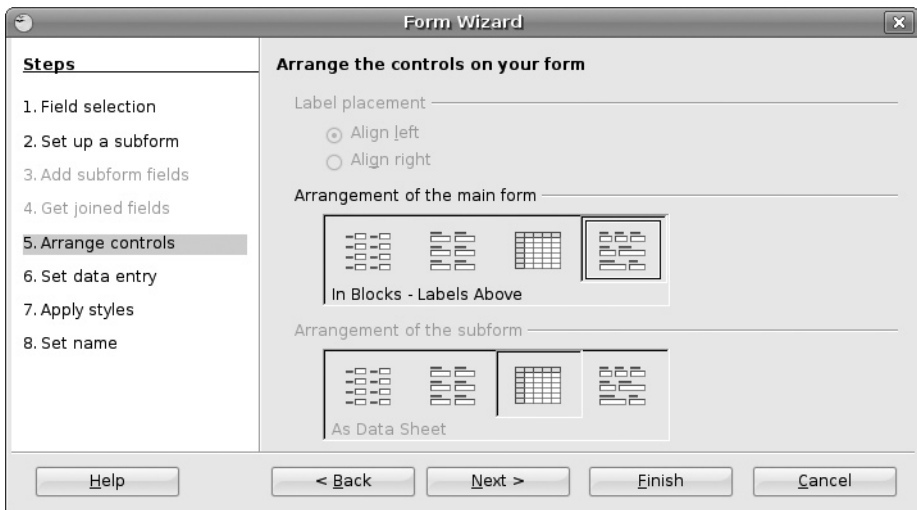 Form Wizard
Steps
1. Field selection
2. Set up a subform
3. Add subform fields
4. Get joined fields
5. Arrange controls
6. Set data entry
7. Apply styles
8. Set name
Arrange the controls on your form
Label placement
Align left
Align right
Arrangement of the main form
In Blocks - Labels Above
Arrangement of the subform
As Data Sheet
Help
< Back
Next >
Finish
Cancel